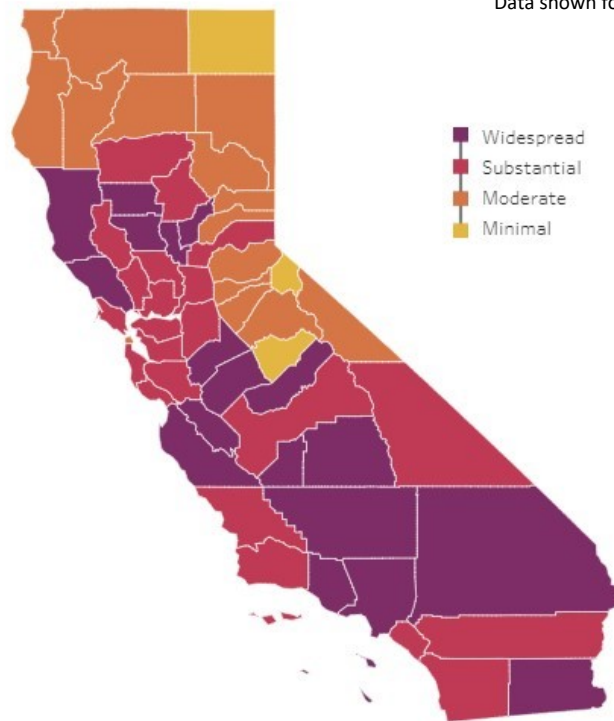 Data shown fo
Widespread
Substantial
Moderate
Minimal